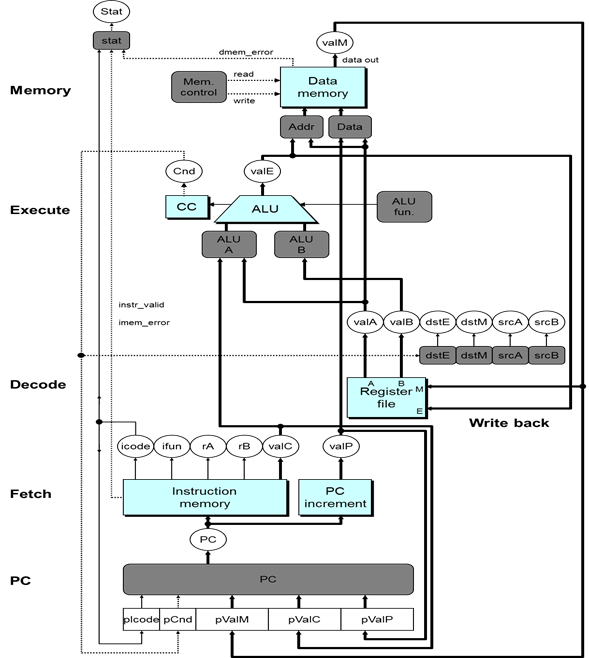 Stat
stat
dmem_error
valM
data out
Memory
Mem.
control
read
write
Data
memory
Addr
Data
Cnd
valE
Execute
CC
ALU
ALU
fun.
ALU
A
ALU
B
instr_valid
imem_error
valA
valB
dstE
dstM
srcA
srcB
dstE
dstM
srcA
srcB
Decode
A
B
Register
file
M
E
Write back
icode
ifun
rA
rB
valC
valP
Fetch
Instruction
memory
PC
increment
PC
PC
PC
pIcode
pCnd
pValM
pValC
pValP